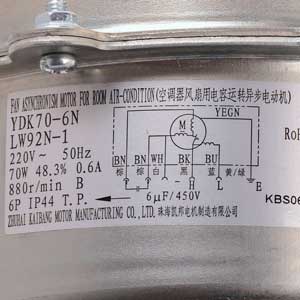 FAN ASYNCHRONISM MOTOR FOR ROOM AIR-CONDITION(空调器风扇用电容运转异步电动机)
YDK70-6N
LW92N-1
220V~ 50Hz
70W 48.3% 0.6A
880r/min B
6P IP44 T.P.
YEGN
M
BN WH BK BU
BN
棕 棕 白 黑 蓝 黄/绿
C L E
6μF/450V
ZHUHAI KAIBANG MOTOR MANUFACTURING CO.,LTD. 珠海凯邦电机制造有限公司
RoH
KBS06